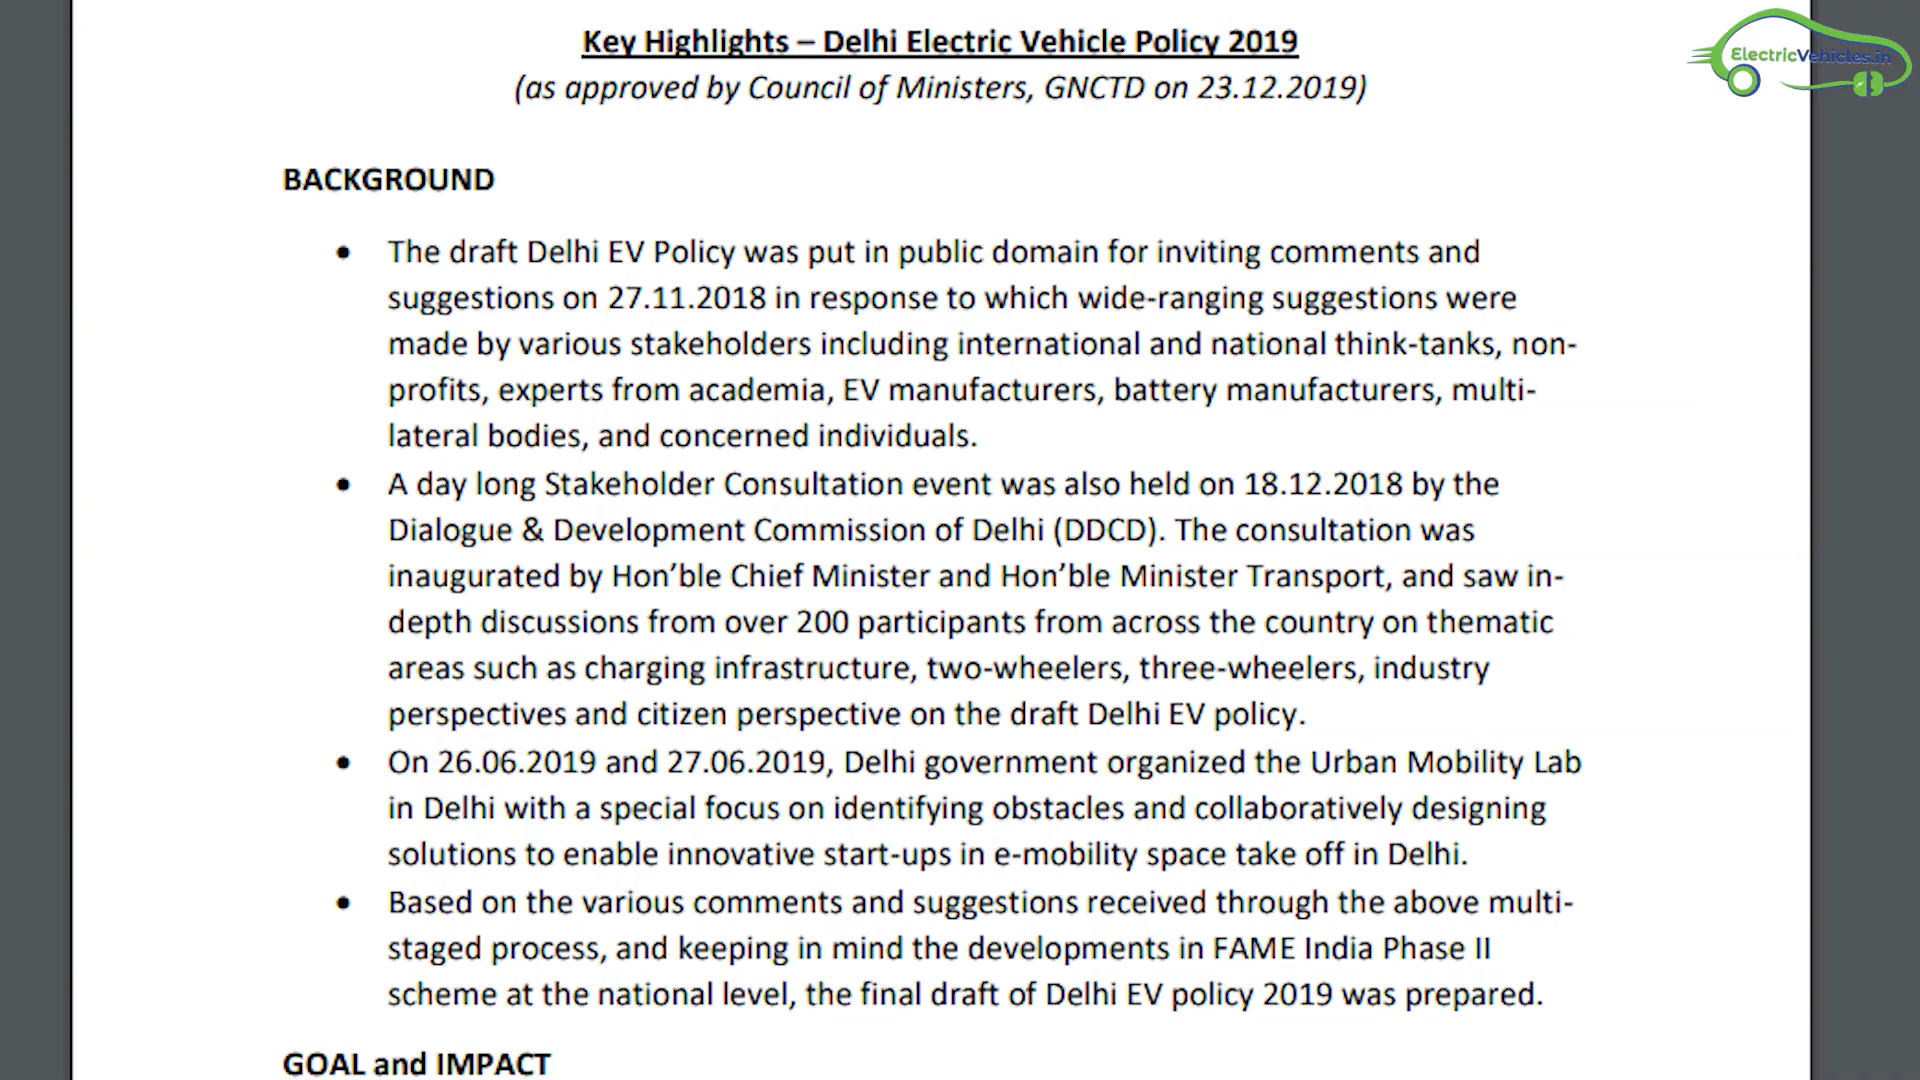 Key Highlights – Delhi Electric Vehicle Policy 2019
(as approved by Council of Ministers, GNCTD on 23.12.2019)
ElectricVehicles.in
BACKGROUND
• The draft Delhi EV Policy was put in public domain for inviting comments and
suggestions on 27.11.2018 in response to which wide-ranging suggestions were
made by various stakeholders including international and national think-tanks, non-
profits, experts from academia, EV manufacturers, battery manufacturers, multi-
lateral bodies, and concerned individuals.
• A day long Stakeholder Consultation event was also held on 18.12.2018 by the
Dialogue & Development Commission of Delhi (DDCD). The consultation was
inaugurated by Hon’ble Chief Minister and Hon’ble Minister Transport, and saw in-
depth discussions from over 200 participants from across the country on thematic
areas such as charging infrastructure, two-wheelers, three-wheelers, industry
perspectives and citizen perspective on the draft Delhi EV policy.
• On 26.06.2019 and 27.06.2019, Delhi government organized the Urban Mobility Lab
in Delhi with a special focus on identifying obstacles and collaboratively designing
solutions to enable innovative start-ups in e-mobility space take off in Delhi.
• Based on the various comments and suggestions received through the above multi-
staged process, and keeping in mind the developments in FAME India Phase II
scheme at the national level, the final draft of Delhi EV policy 2019 was prepared.
GOAL and IMPACT